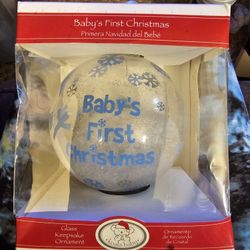 Baby's First Christmas
Primera Navidad del Bebé
Baby's
First
Christmas
Glass
Keepsake
Ornament
Ornamento
de Recuerdo
de Cristal